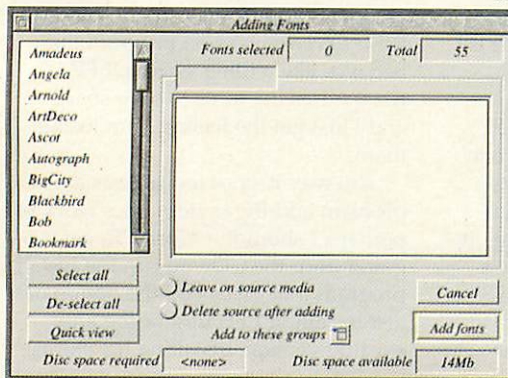 Adding Fonts
Fonts selected 0 Total 55
Amadeus
Angela
Arnold
ArtDeco
Ascot
Autograph
BigCity
Blackbird
Bob
Bookmark
Select all
De-select all
Quick view
Leave on source media
Delete source after adding
Add to these groups
Cancel
Add fonts
Disc space required <none> Disc space available 14Mb